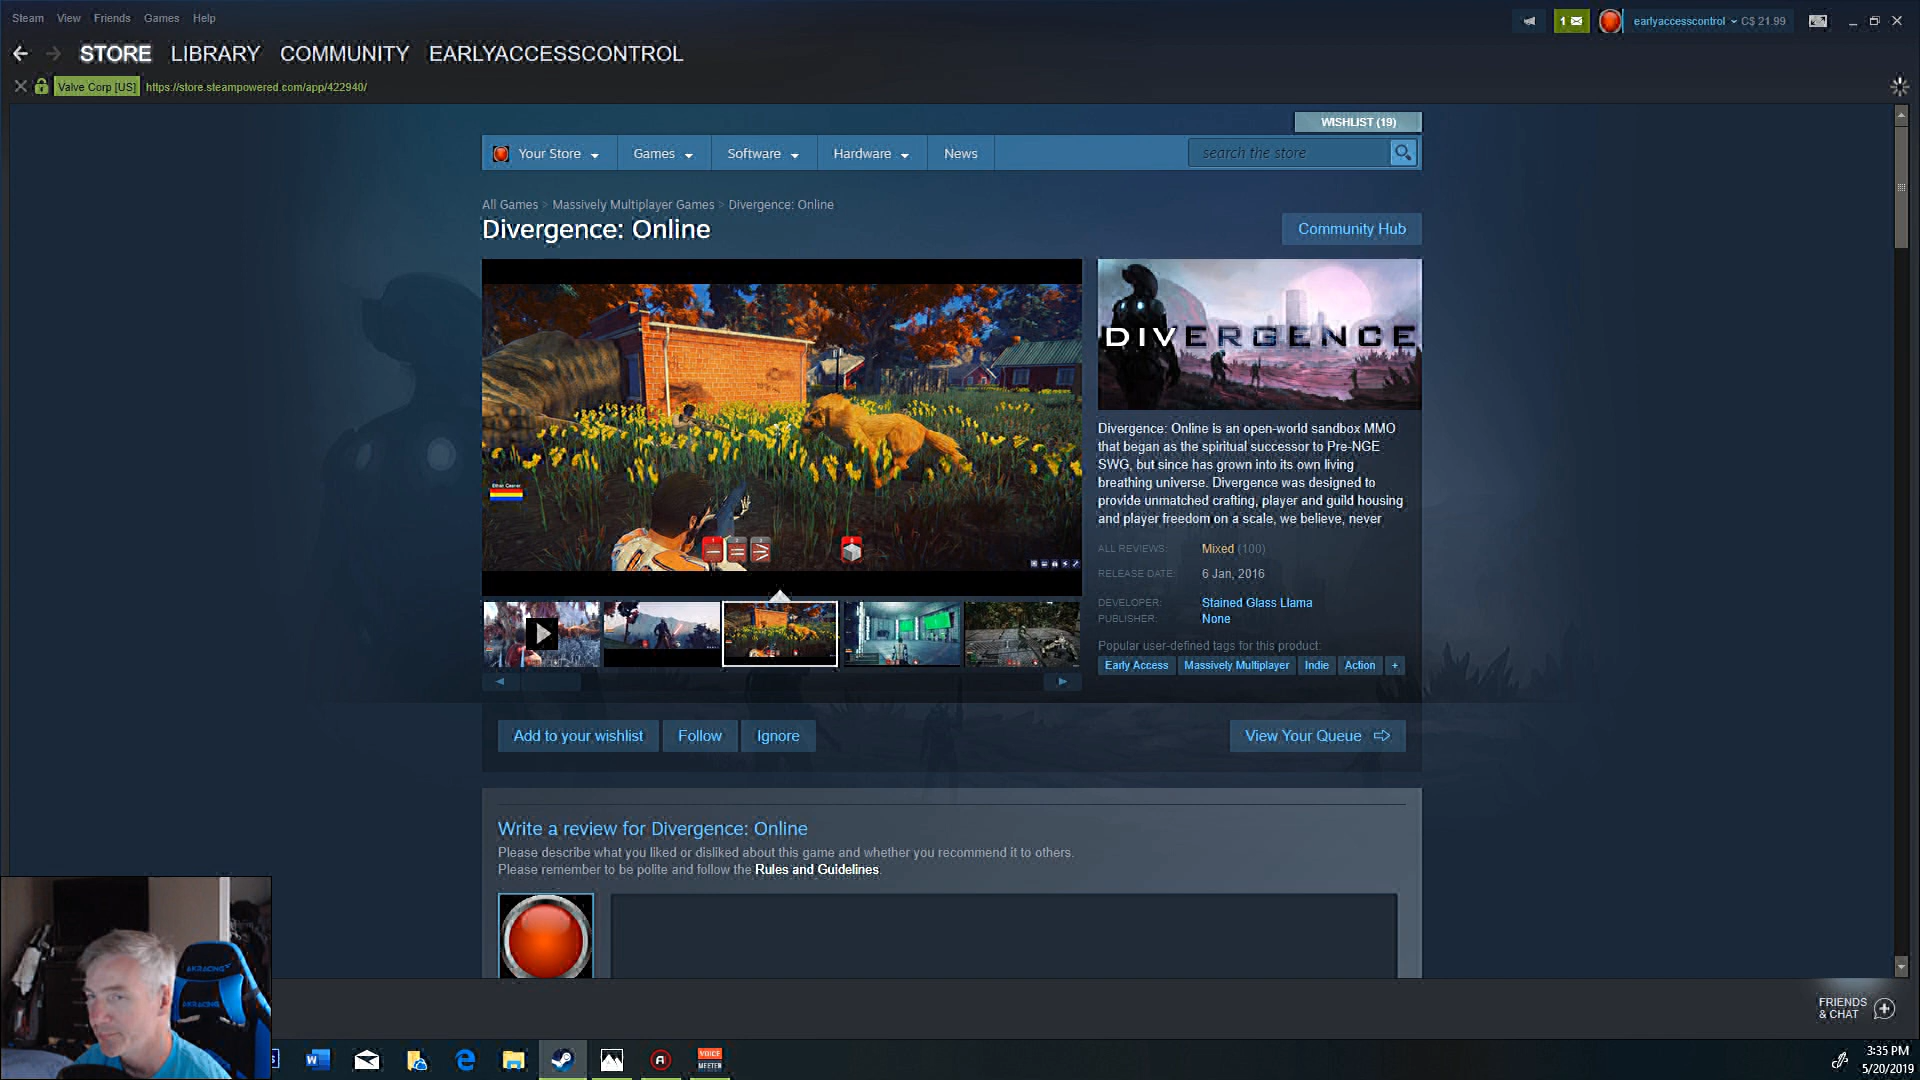 Steam View Friends Games Help
1
earlyaccesscontrol C$ 21.99
STORE LIBRARY COMMUNITY EARLYACCESSCONTROL
Valve Corp [US] https://store.steampowered.com/app/422940/
WISHLIST (19)
Your Store Games Software Hardware News search the store
All Games > Massively Multiplayer Games > Divergence: Online
Divergence: Online
Community Hub
DIVERGENCE
Divergence: Online is an open-world sandbox MMO
that began as the spiritual successor to Pre-NGE
SWG, but since has grown into its own living
breathing universe. Divergence was designed to
provide unmatched crafting, player and guild housing
and player freedom on a scale, we believe, never
ALL REVIEWS: Mixed (100)
RELEASE DATE: 6 Jan, 2016
DEVELOPER: Stained Glass Llama
PUBLISHER: None
Popular user-defined tags for this product:
Early Access Massively Multiplayer Indie Action +
Add to your wishlist Follow Ignore
View Your Queue
Write a review for Divergence: Online
Please describe what you liked or disliked about this game and whether you recommend it to others.
Please remember to be polite and follow the Rules and Guidelines.
AKRACING
AKRACING
FRIENDS
& CHAT
VOICE
MEETER
3:35 PM
5/20/2019